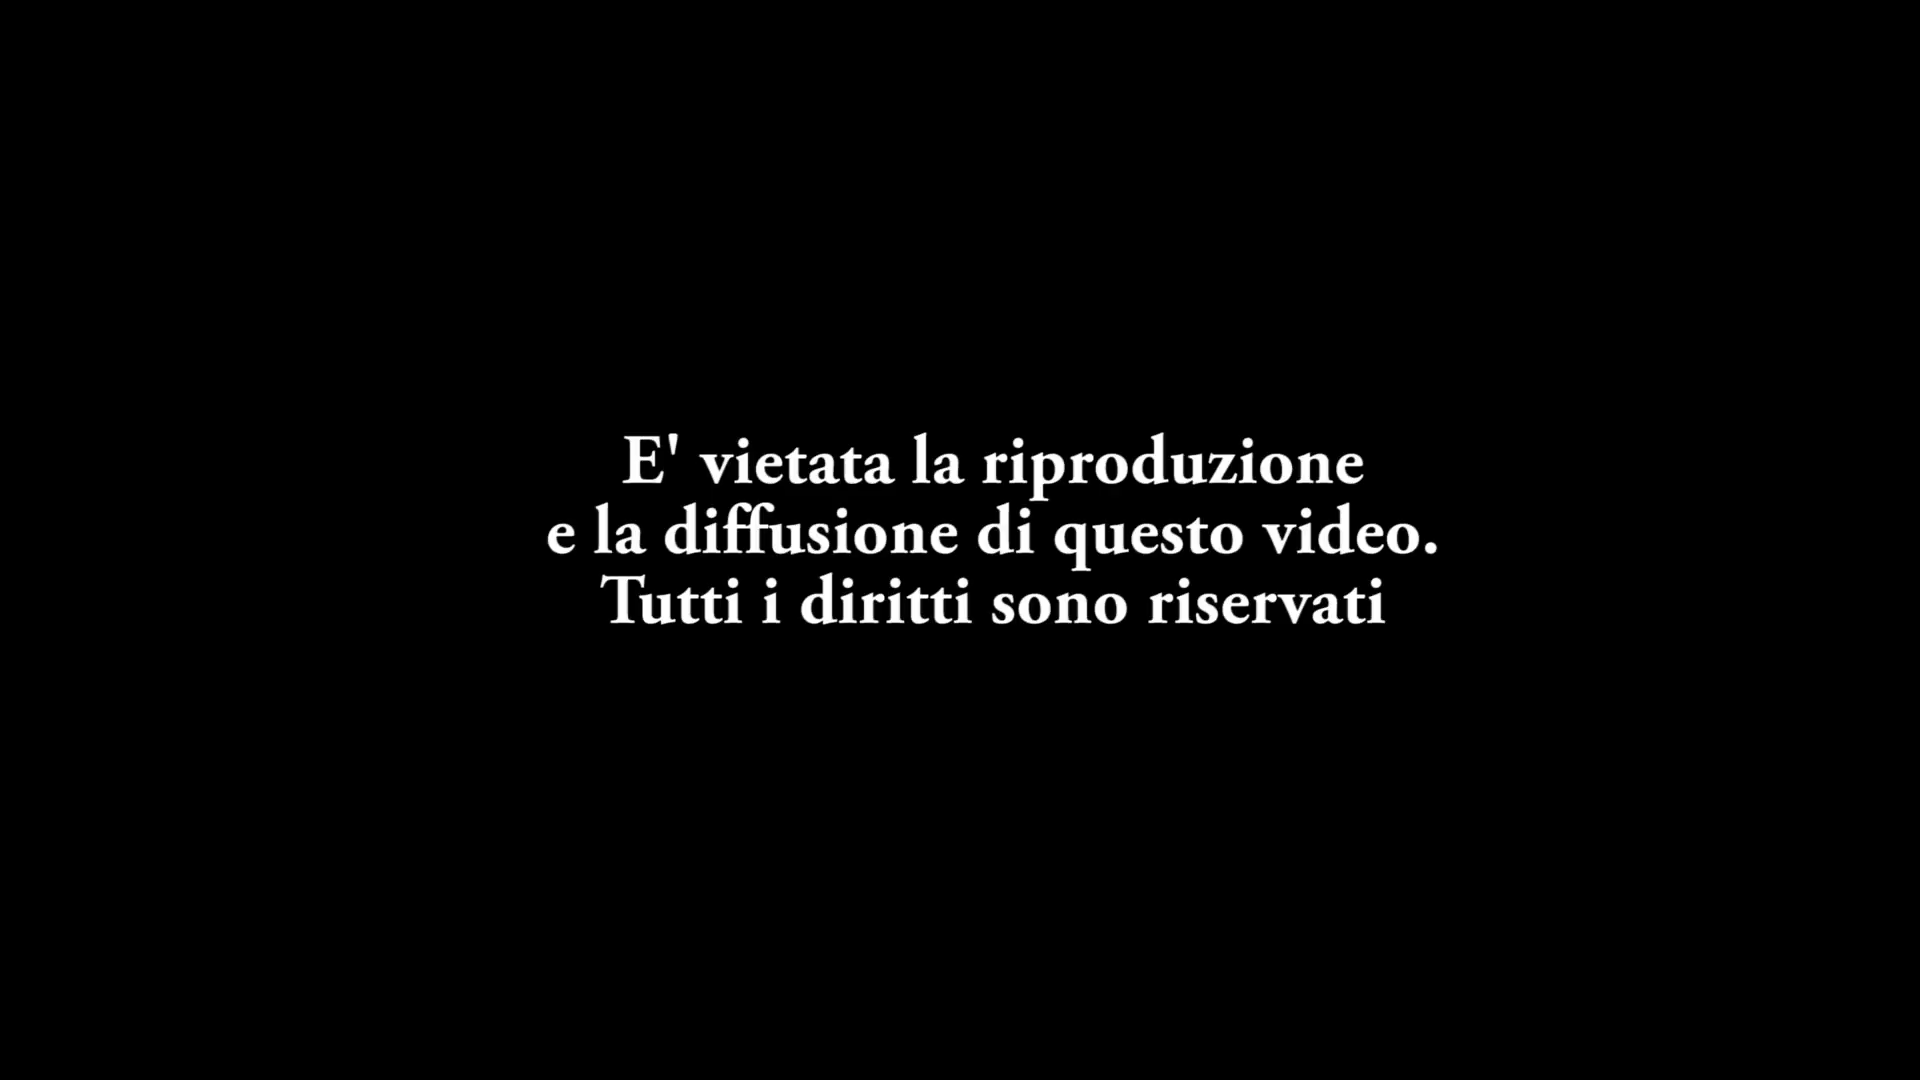 E' vietata la riproduzione
e la diffusione di questo video.
Tutti i diritti sono riservati